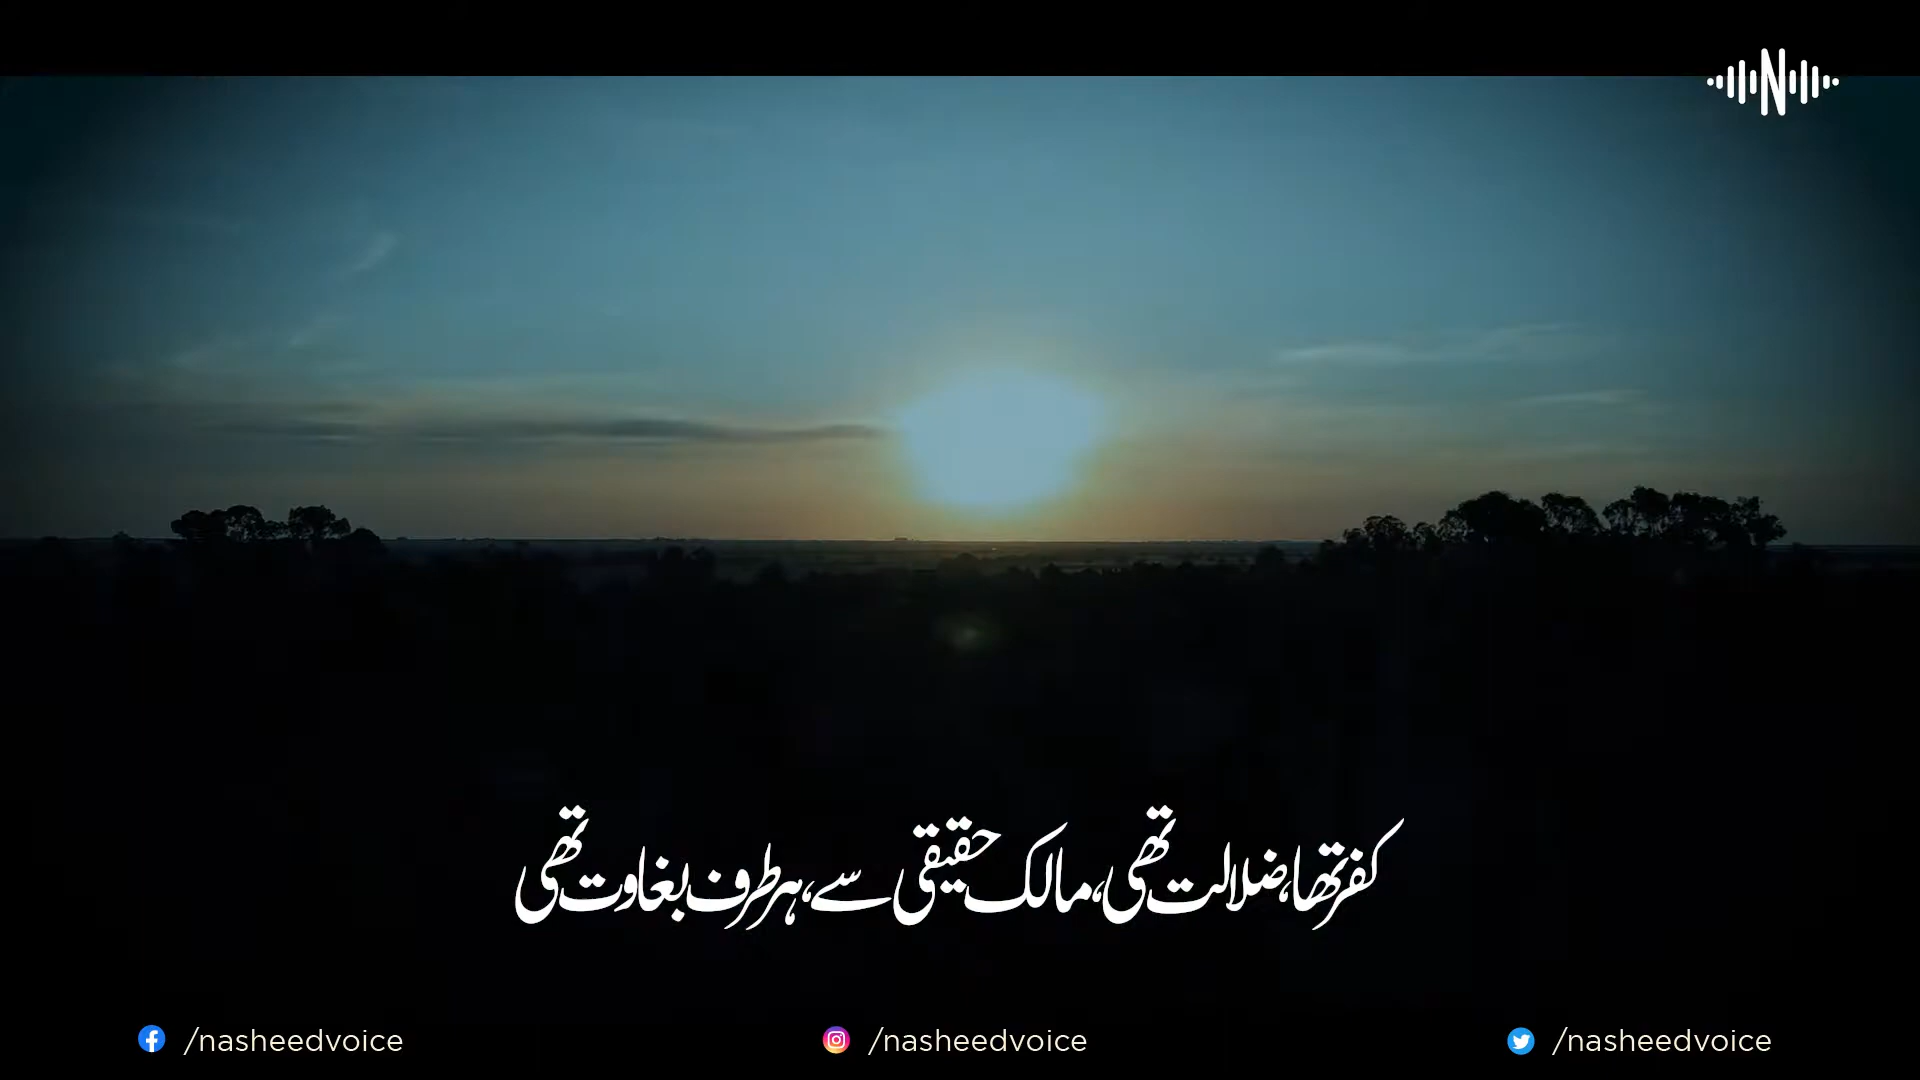 کفر تھا، ضلالت تھی، مالک حقیقی سے، ہر طرف بغاوت تھی
/nasheedvoice
/nasheedvoice
/nasheedvoice